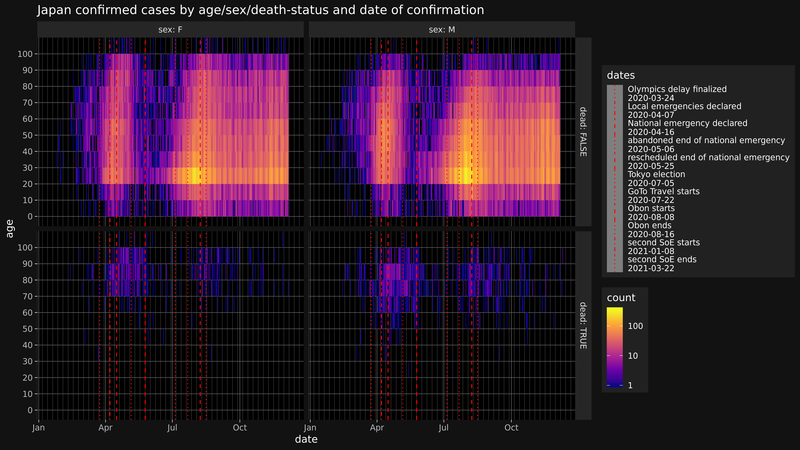 Japan confirmed cases by age/sex/death-status and date of confirmation
sex: F
sex: M
100
90
80
70
60
50
40
30
20
10
0
dead: FALSE
100
90
80
70
60
50
40
30
20
10
0
dead: TRUE
age
Jan
Apr
Jul
Oct
Jan
Apr
Jul
Oct
date
dates
Olympics delay finalized
2020-03-24
Local emergencies declared
2020-04-07
National emergency declared
2020-04-16
abandoned end of national emergency
2020-05-06
rescheduled end of national emergency
2020-05-25
Tokyo election
2020-07-05
GoTo Travel starts
2020-07-22
Obon starts
2020-08-08
Obon ends
2020-08-16
second SoE starts
2021-01-08
second SoE ends
2021-03-22
count
100
10
1